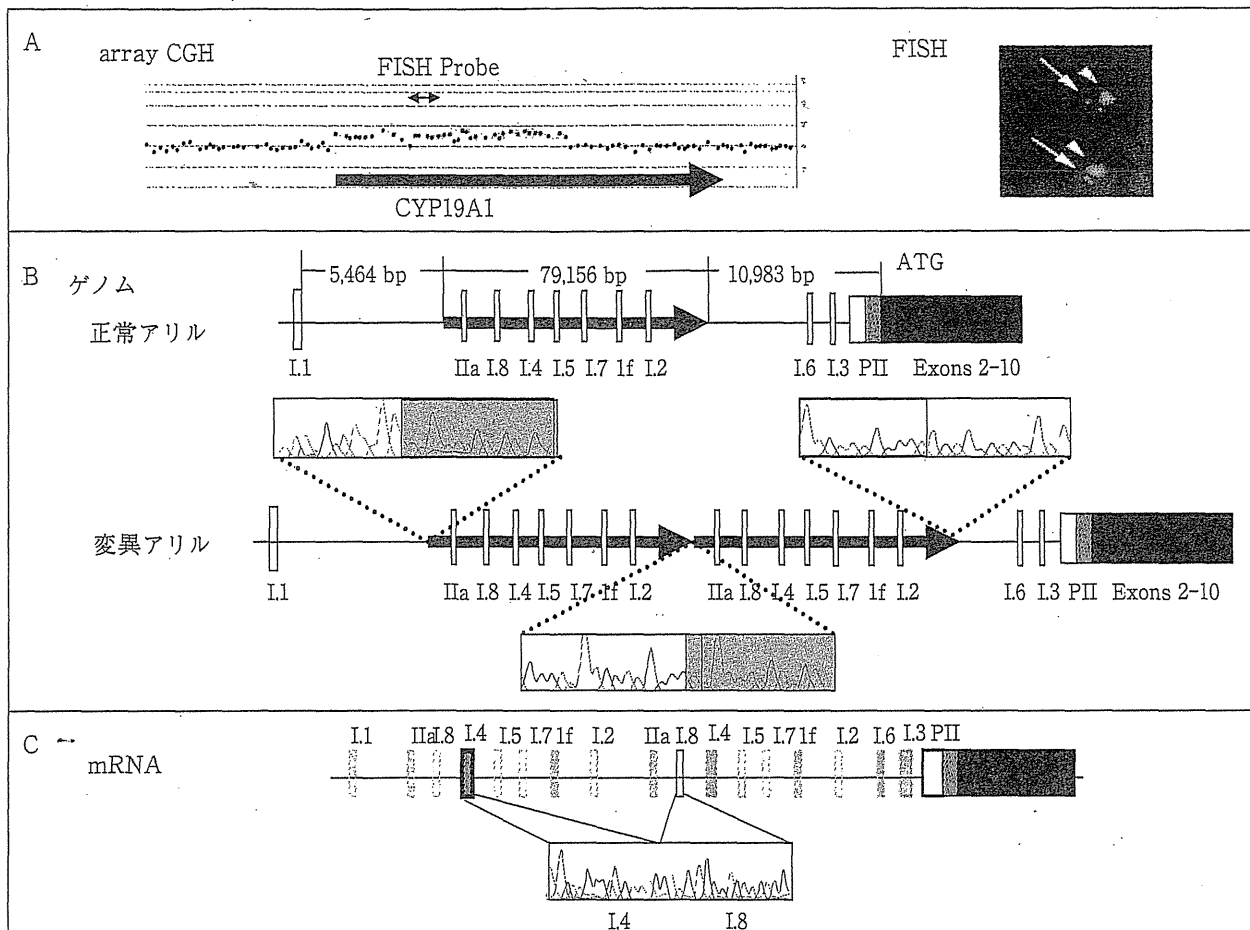 A
array CGH
FISH Probe
FISH
CYP19A1
B
ゲノム
正常アリル
5,464 bp
79,156 bp
10,983 bp
ATG
I.1
IIa I.8 I.4 I.5 I.7 1f I.2
I.6 I.3 PII Exons 2-10
変異アリル
I.1
IIa I.8 I.4 I.5 I.7 1f I.2
IIa I.8 I.4 I.5 I.7 1f I.2
I.6 I.3 PII Exons 2-10
C
mRNA
I.1 IIa I.8 I.4 I.5 I.7 1f I.2 IIa I.8 I.4 I.5 I.7 1f I.2 I.6 I.3 PII
I.4 I.8